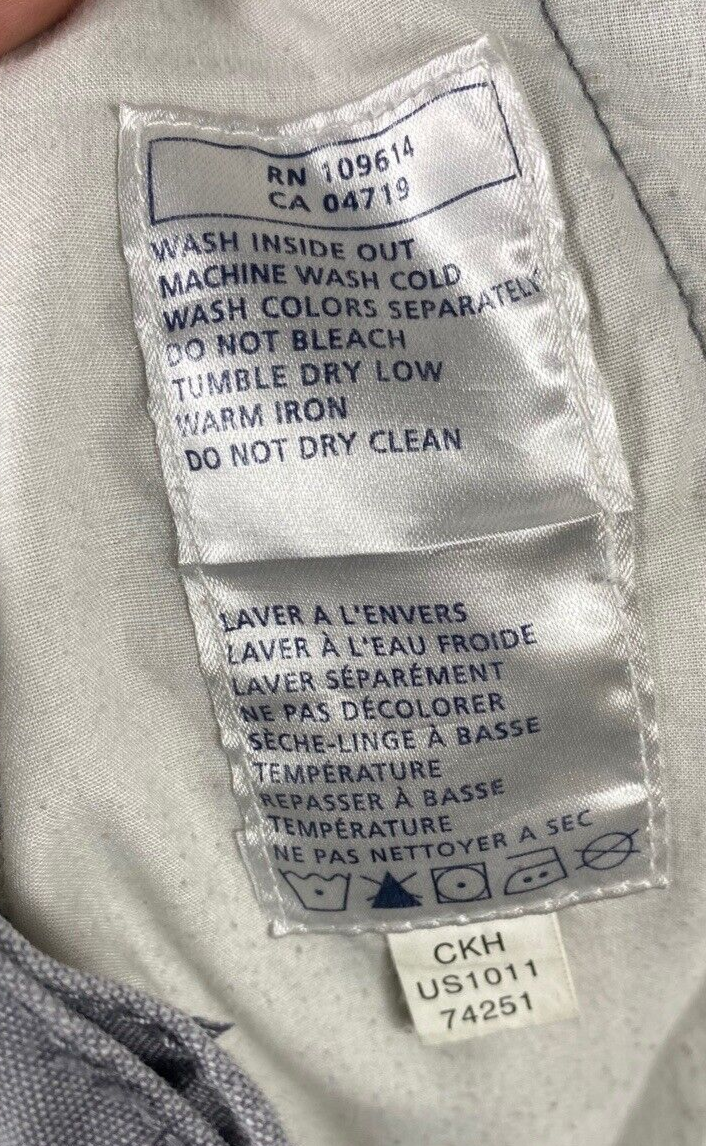 RN 109614
CA 04719
WASH INSIDE OUT
MACHINE WASH COLD
WASH COLORS SEPARATELY
DO NOT BLEACH
TUMBLE DRY LOW
WARM IRON
DO NOT DRY CLEAN
LAVER A L'ENVERS
LAVER À L'EAU FROIDE
LAVER SÉPARÉMENT
NE PAS DÉCOLORER
SÈCHE-LINGE À BASSE
TEMPÉRATURE
REPASSER À BASSE
TEMPÉRATURE
NE PAS NETTOYER A SEC
CKH
US1011
74251